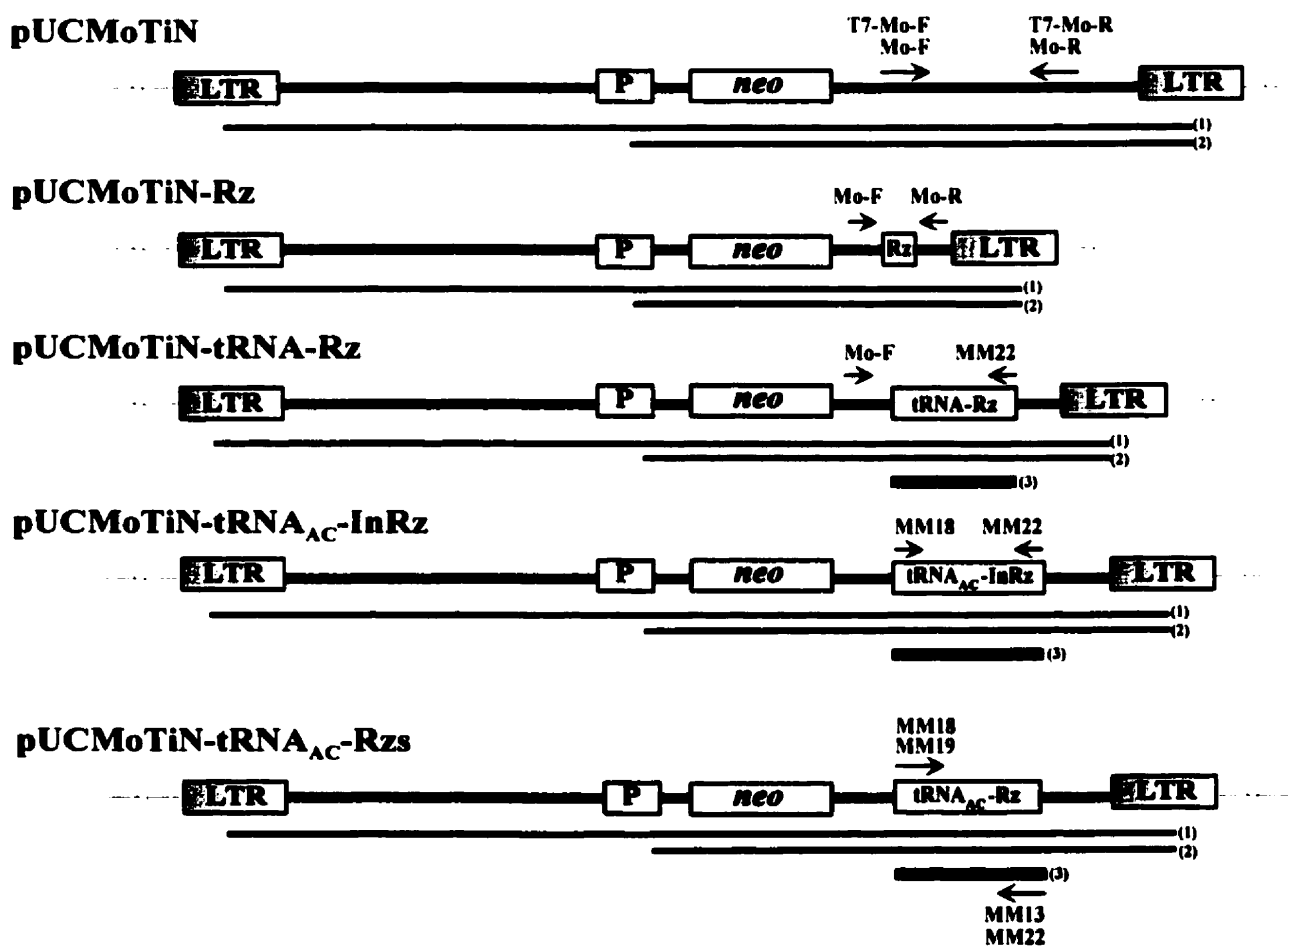 pUCMoTiN
T7-Mo-F T7-Mo-R
Mo-F Mo-R
LTR P neo LTR
(1)
(2)
pUCMoTiN-Rz
Mo-F Mo-R
LTR P neo Rz LTR
(1)
(2)
pUCMoTiN-tRNA-Rz
Mo-F MM22
LTR P neo tRNA-Rz LTR
(1)
(2)
(3)
pUCMoTiN-tRNAAC-InRz
MM18 MM22
LTR P neo tRNAAC-InRz LTR
(1)
(2)
(3)
pUCMoTiN-tRNAAC-Rzs
MM18
MM19
LTR P neo tRNAAC-Rz LTR
(1)
(2)
(3)
MM13
MM22